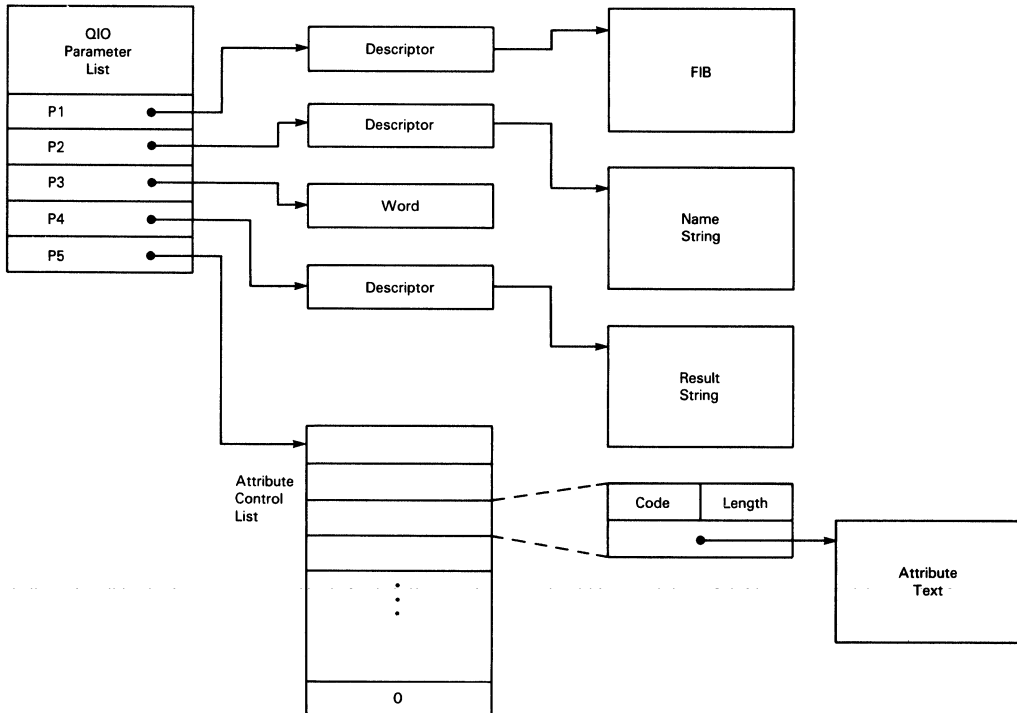 QIO
Parameter
List
P1
P2
P3
P4
P5
Descriptor
Descriptor
Word
Descriptor
FIB
Name
String
Result
String
Attribute
Control
List
Code
Length
Attribute
Text
0